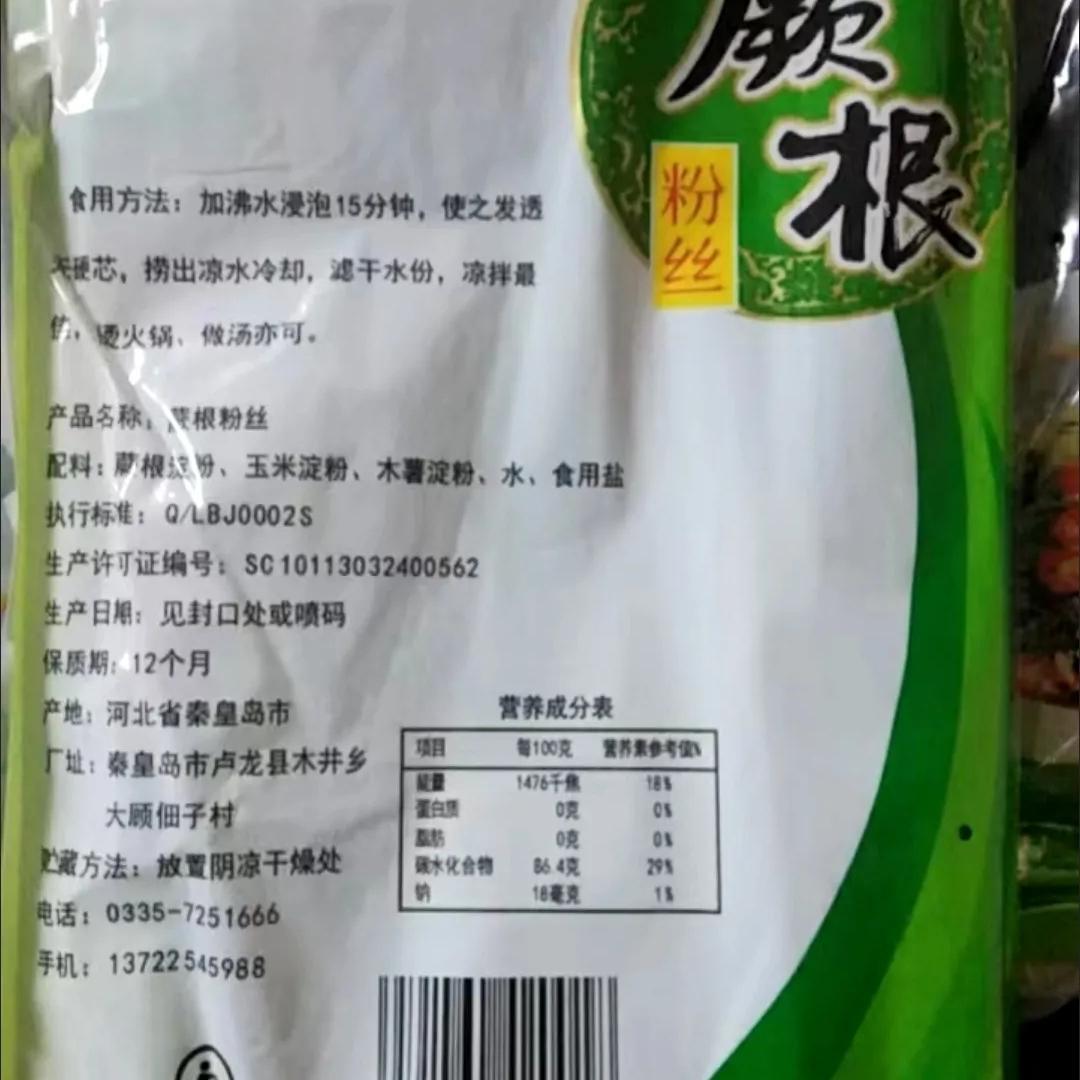 蕨
根
粉
丝
食用方法：加沸水浸泡15分钟，使之发透
硬芯，捞出凉水冷却，滤干水份，凉拌最
烫火锅、做汤亦可。
产品名称：蕨根粉丝
配料：蕨根淀粉、玉米淀粉、木薯淀粉、水、食用盐
执行标准：Q/LBJ0002S
生产许可证编号：SC10113032400562
生产日期：见封口处或喷码
保质期：12个月
产地：河北省秦皇岛市
厂址：秦皇岛市卢龙县木井乡
大顾佃子村
贮藏方法：放置阴凉干燥处
电话：0335-7251666
手机：13722545988
营养成分表
项目 每100克 营养素参考值%
能量 1476千焦 18%
蛋白质 0克 0%
脂肪 0克 0%
碳水化合物 86.4克 29%
钠 18毫克 1%